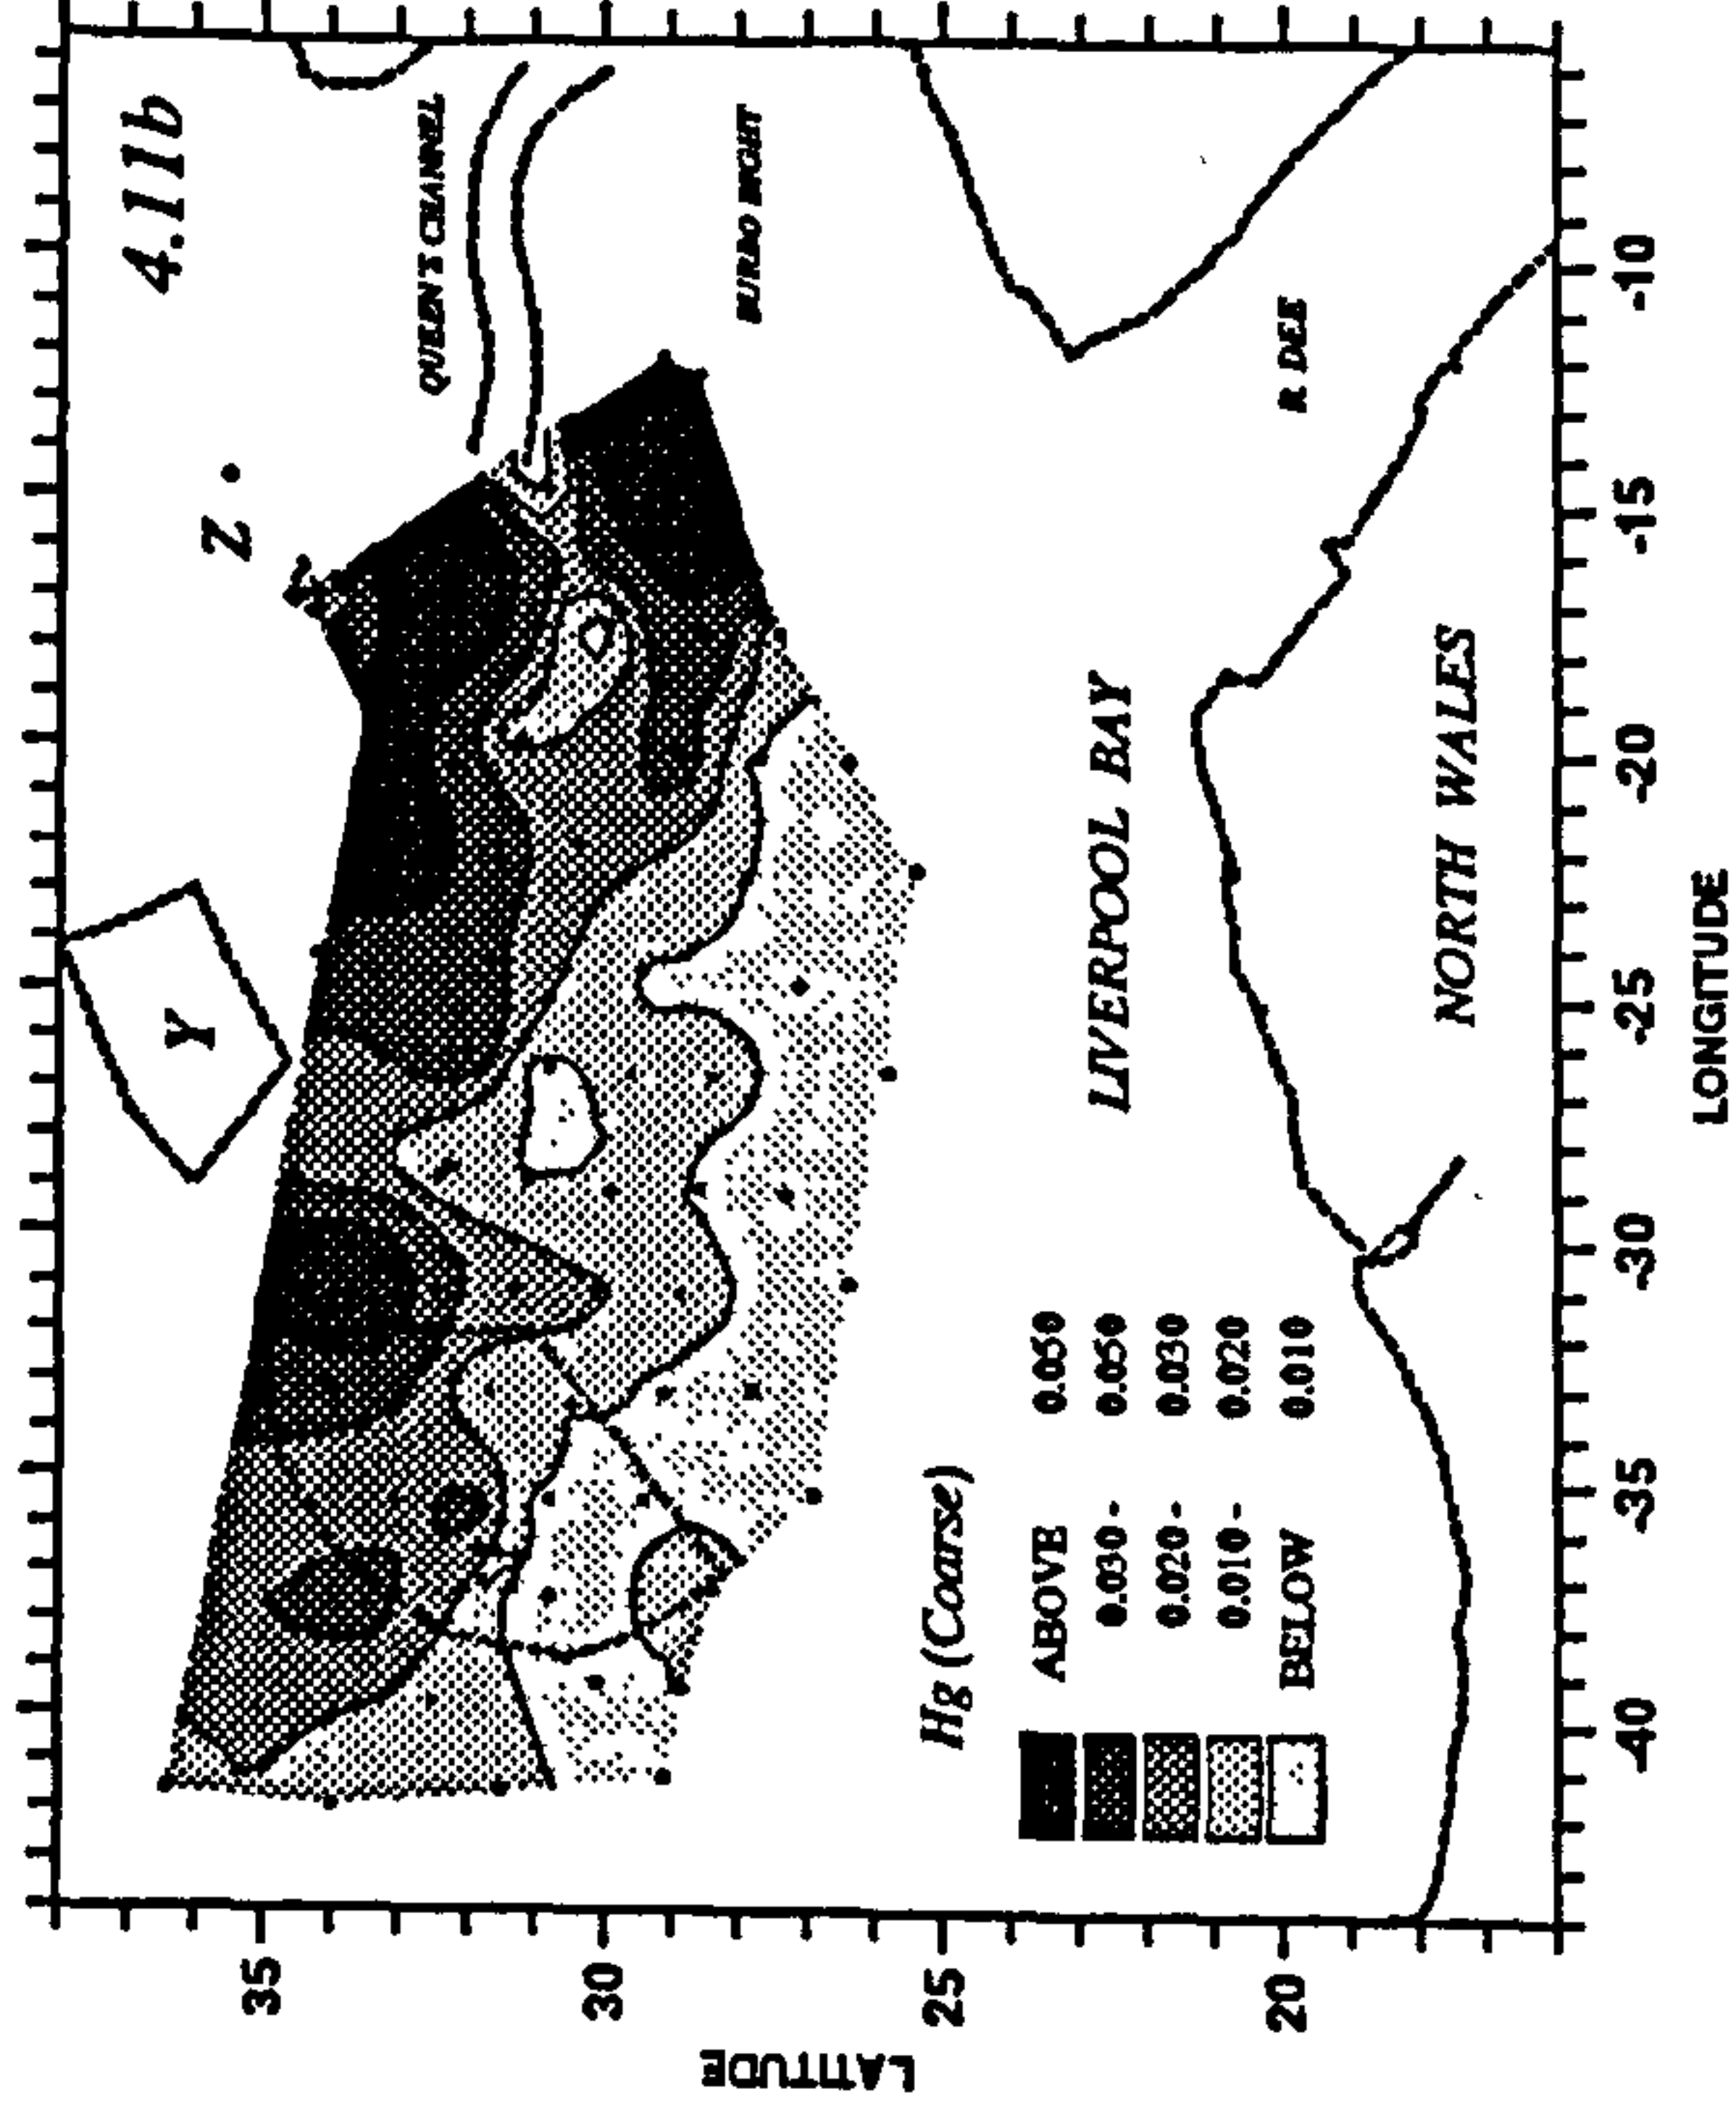 4.11b
Z
Y
QUEEN'S CHANNEL
BURBO BIGHT
R DEE
LIVERPOOL BAY
NORTH WALES
Hg (Coarse)
ABOVE 0.050
0.030 - 0.050
0.020 - 0.030
0.010 - 0.020
BELOW 0.010
LATITUDE
35
30
25
20
-40
-35
-30
-25
-20
-15
-10
LONGITUDE